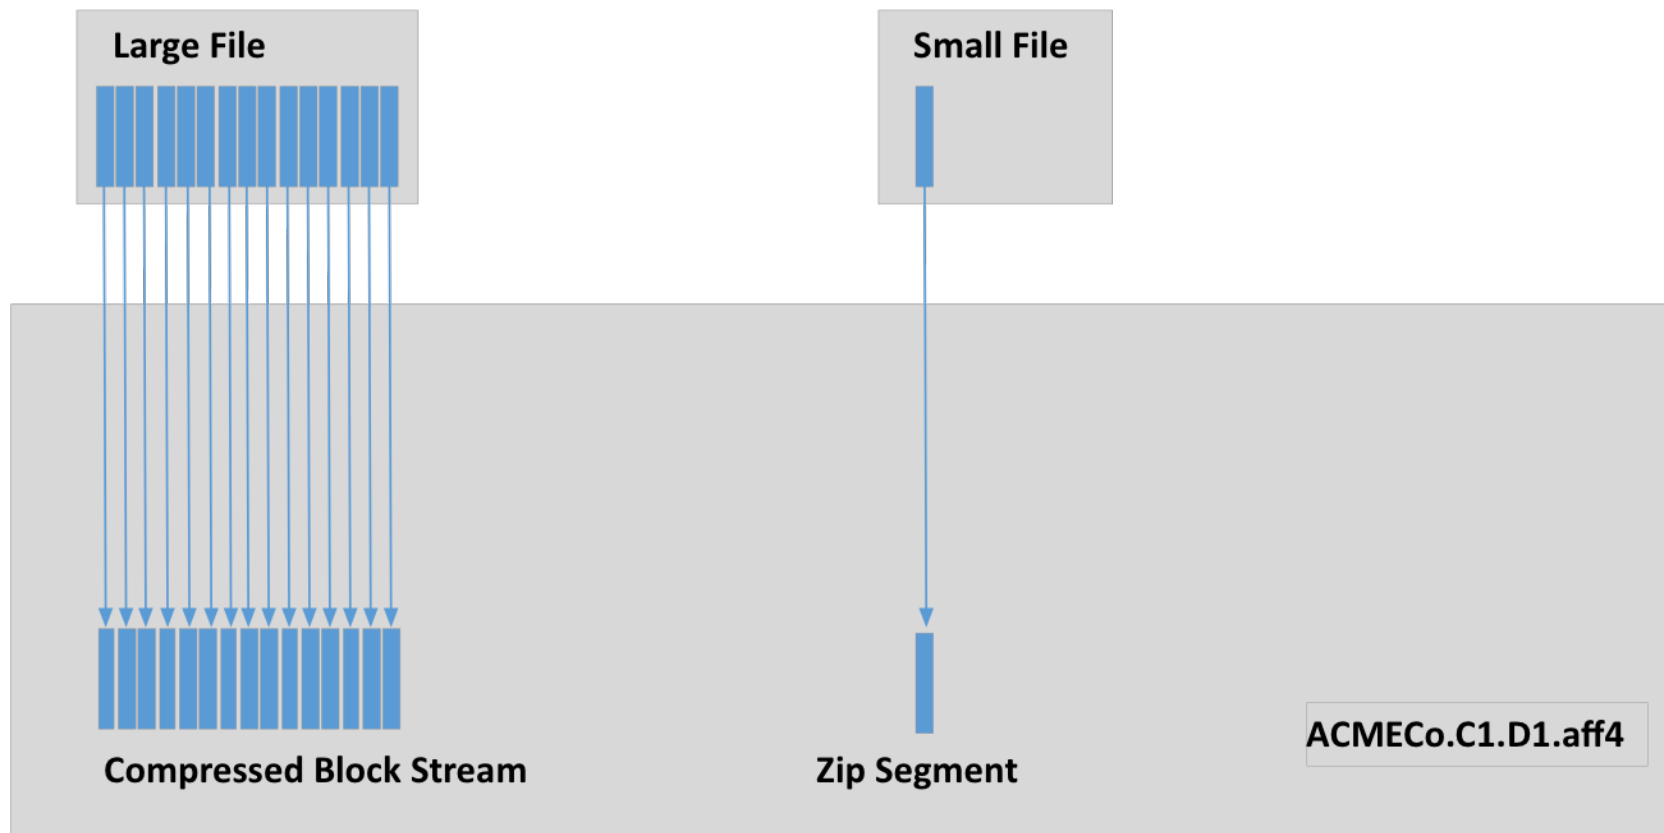 Large File
Small File
Compressed Block Stream
Zip Segment
ACMECo.C1.D1.aff4